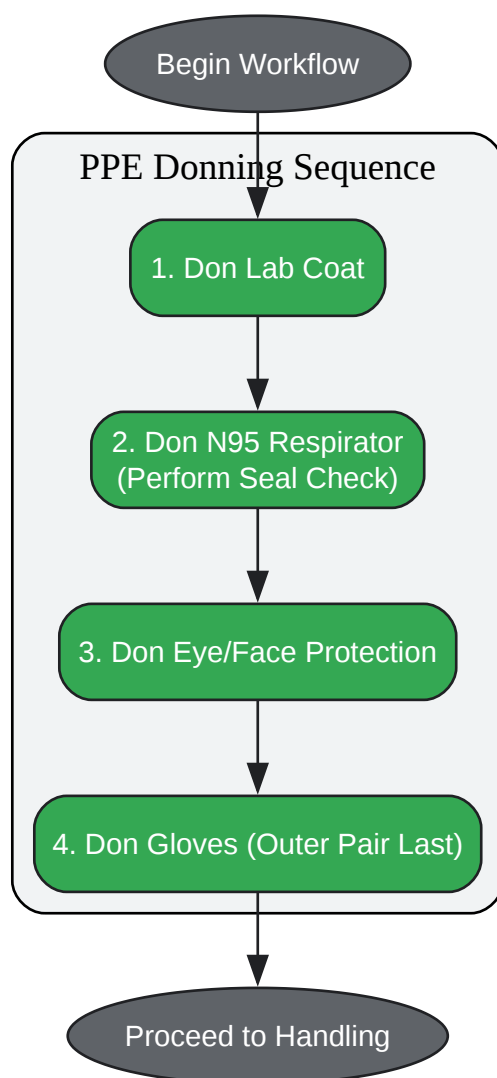 Begin Workflow
PPE Donning Sequence
1. Don Lab Coat
2. Don N95 Respirator
(Perform Seal Check)
3. Don Eye/Face Protection
4. Don Gloves (Outer Pair Last)
Proceed to Handling